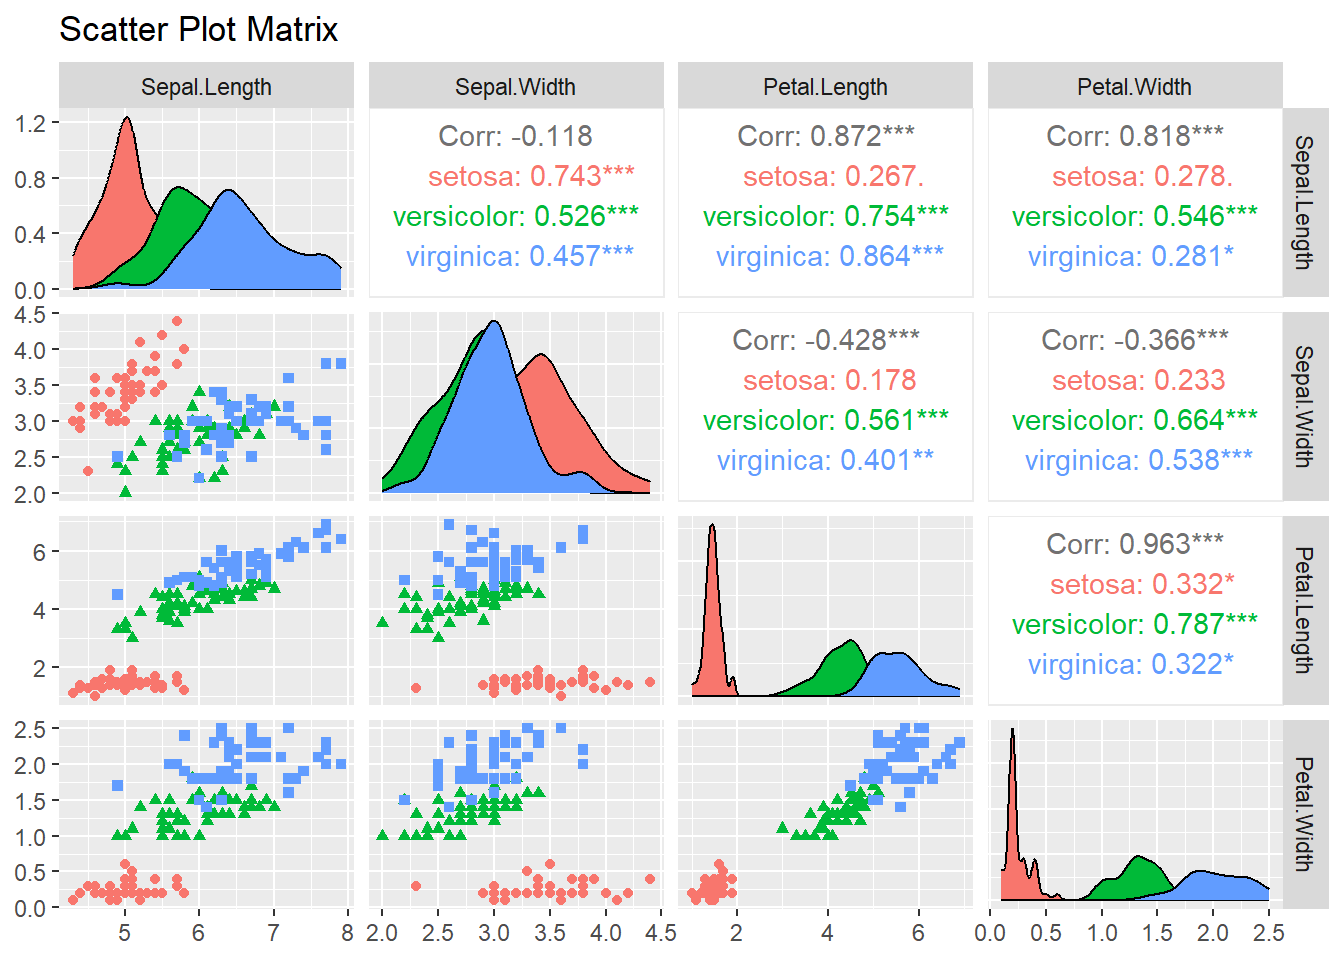 Scatter Plot Matrix
Sepal.Length
Sepal.Width
Petal.Length
Petal.Width
1.2
0.8
0.4
0.0
Corr: -0.118
setosa: 0.743***
versicolor: 0.526***
virginica: 0.457***
Corr: 0.872***
setosa: 0.267.
versicolor: 0.754***
virginica: 0.864***
Corr: 0.818***
setosa: 0.278.
versicolor: 0.546***
virginica: 0.281*
Sepal.Length
4.5
4.0
3.5
3.0
2.5
2.0
Corr: -0.428***
setosa: 0.178
versicolor: 0.561***
virginica: 0.401**
Corr: -0.366***
setosa: 0.233
versicolor: 0.664***
virginica: 0.538***
Sepal.Width
6
4
2
Corr: 0.963***
setosa: 0.332*
versicolor: 0.787***
virginica: 0.322*
Petal.Length
2.5
2.0
1.5
1.0
0.5
0.0
Petal.Width
5 6 7 8
2.0 2.5 3.0 3.5 4.0 4.5
2 4 6
0.0 0.5 1.0 1.5 2.0 2.5